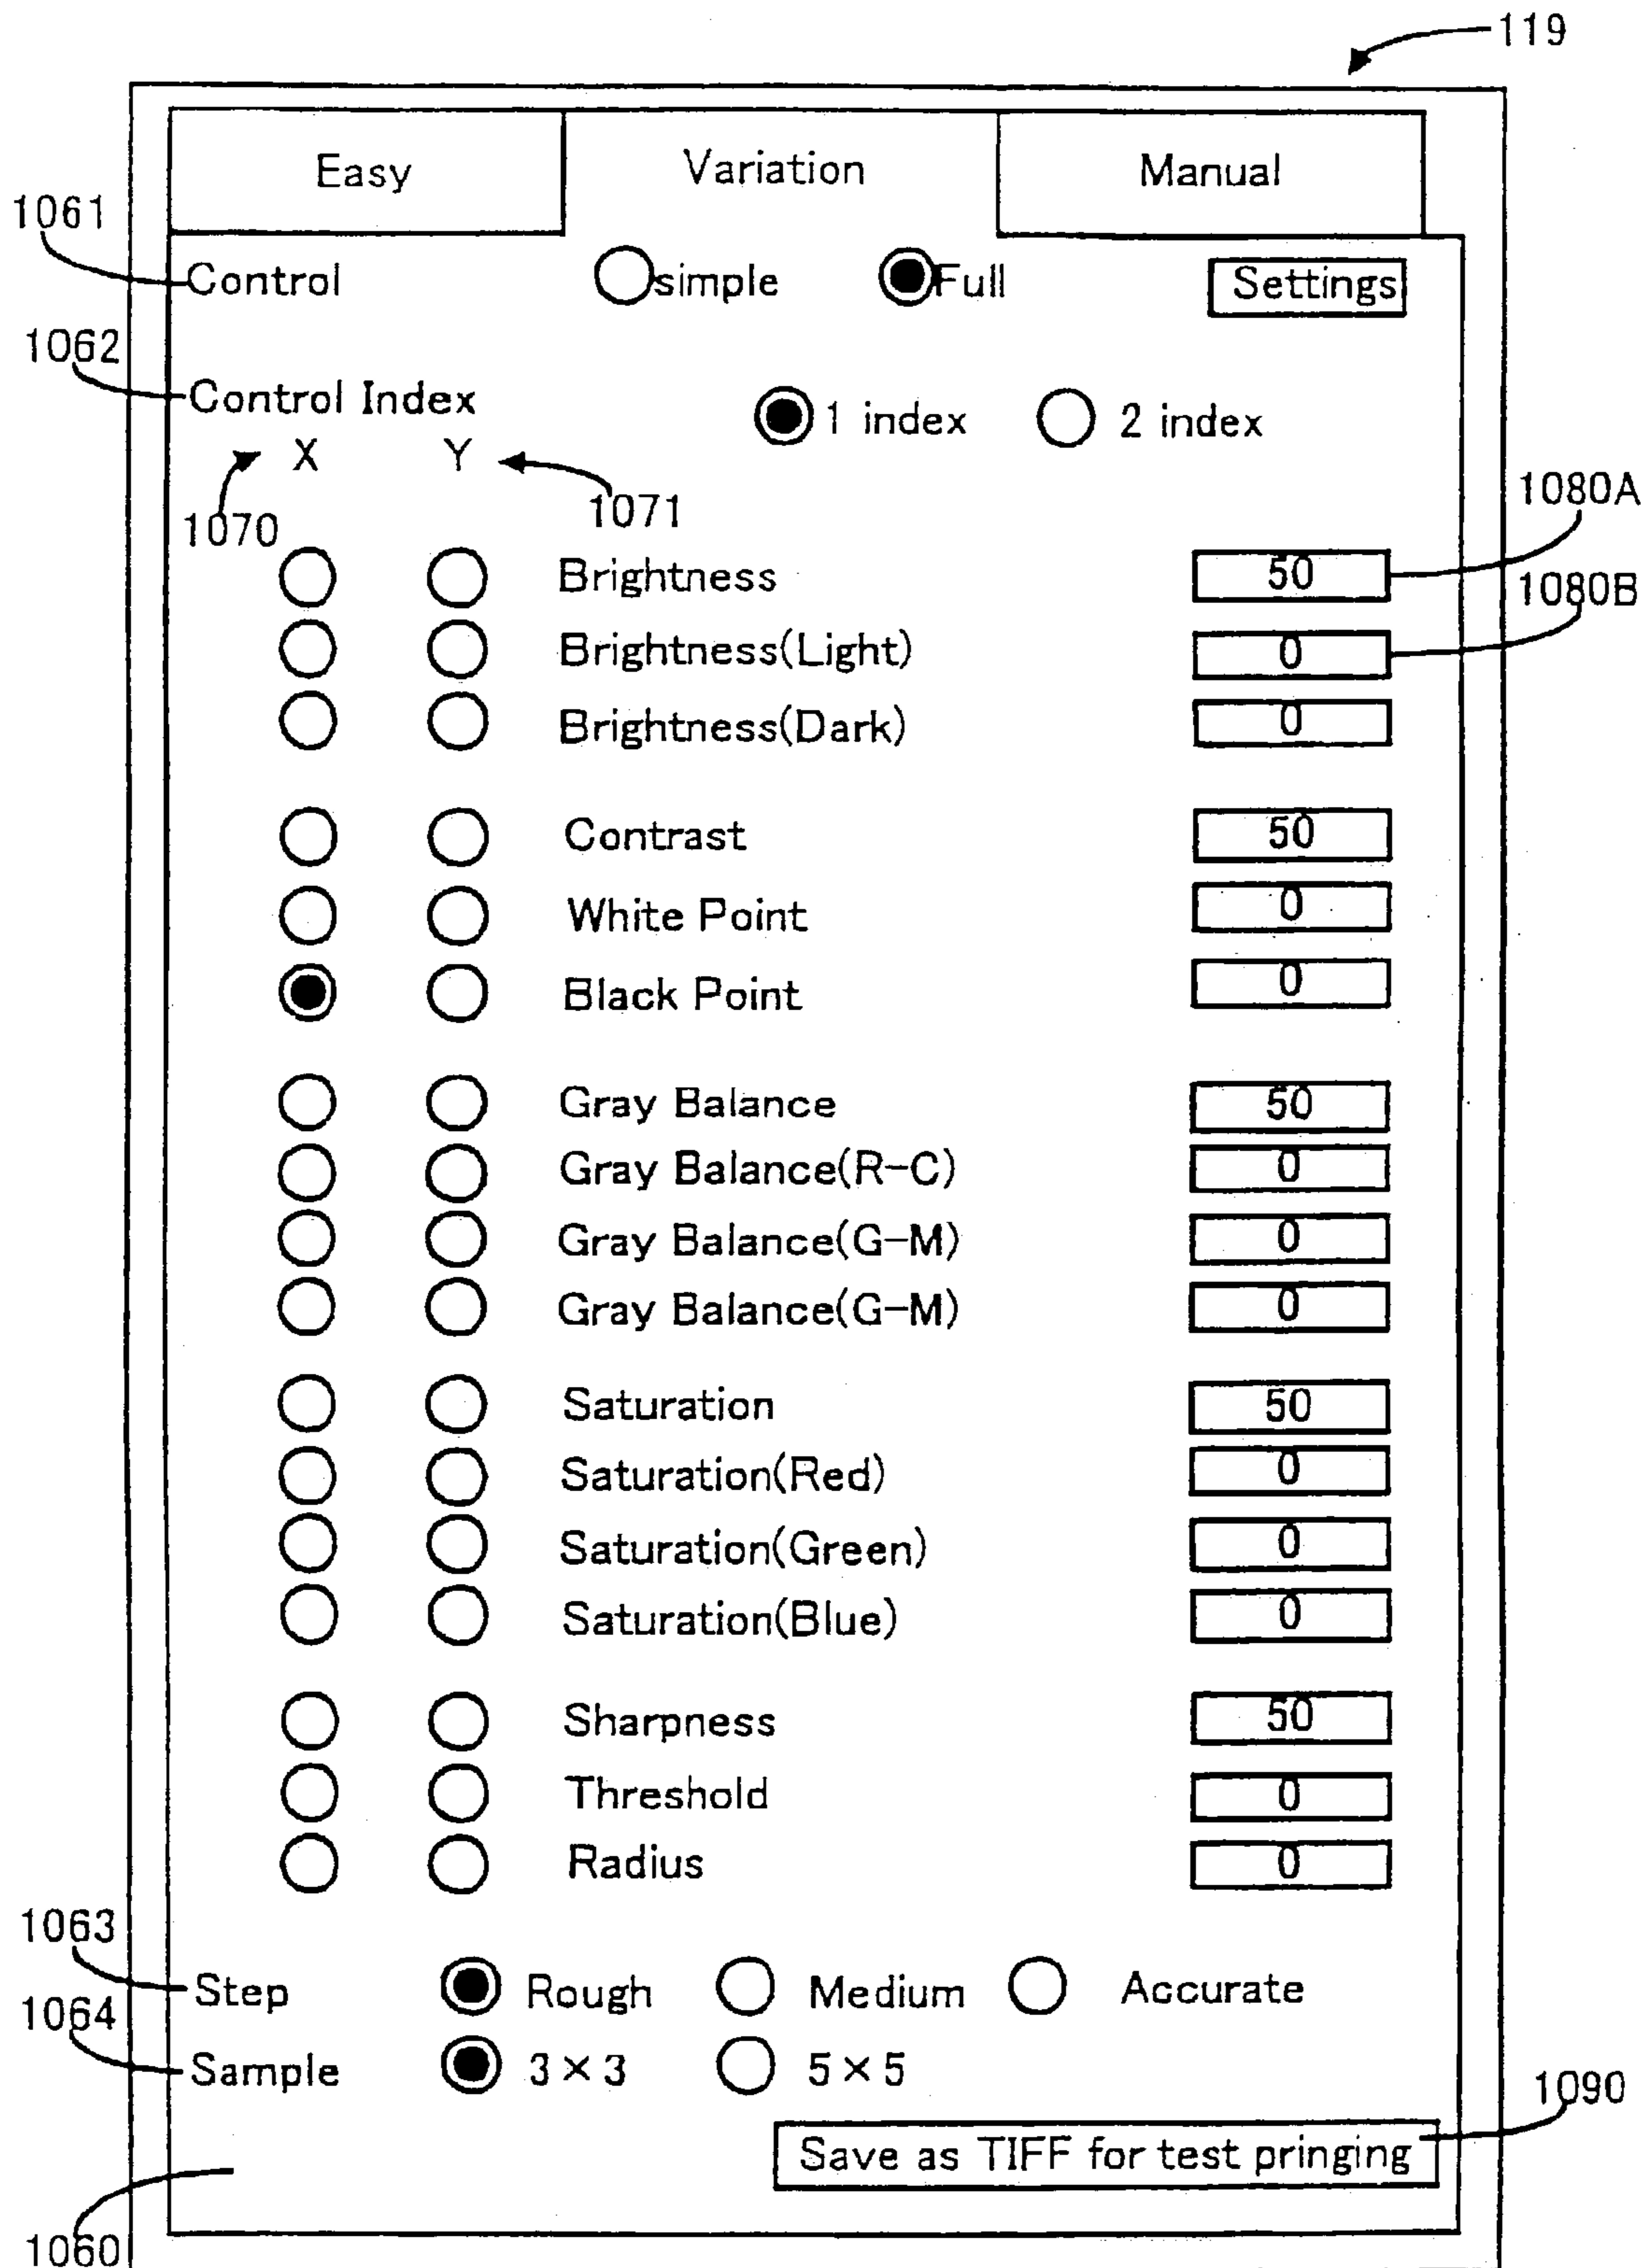 119
Easy Variation Manual
1061
Control simple Full Settings
1062
Control Index 1 index 2 index
X Y
1070 1071
1080A
Brightness 50
1080B
Brightness(Light) 0
Brightness(Dark) 0
Contrast 50
White Point 0
Black Point 0
Gray Balance 50
Gray Balance(R-C) 0
Gray Balance(G-M) 0
Gray Balance(G-M) 0
Saturation 50
Saturation(Red) 0
Saturation(Green) 0
Saturation(Blue) 0
Sharpness 50
Threshold 0
Radius 0
1063
Step Rough Medium Accurate
1064
Sample 3×3 5×5
1090
Save as TIFF for test pringing
1060